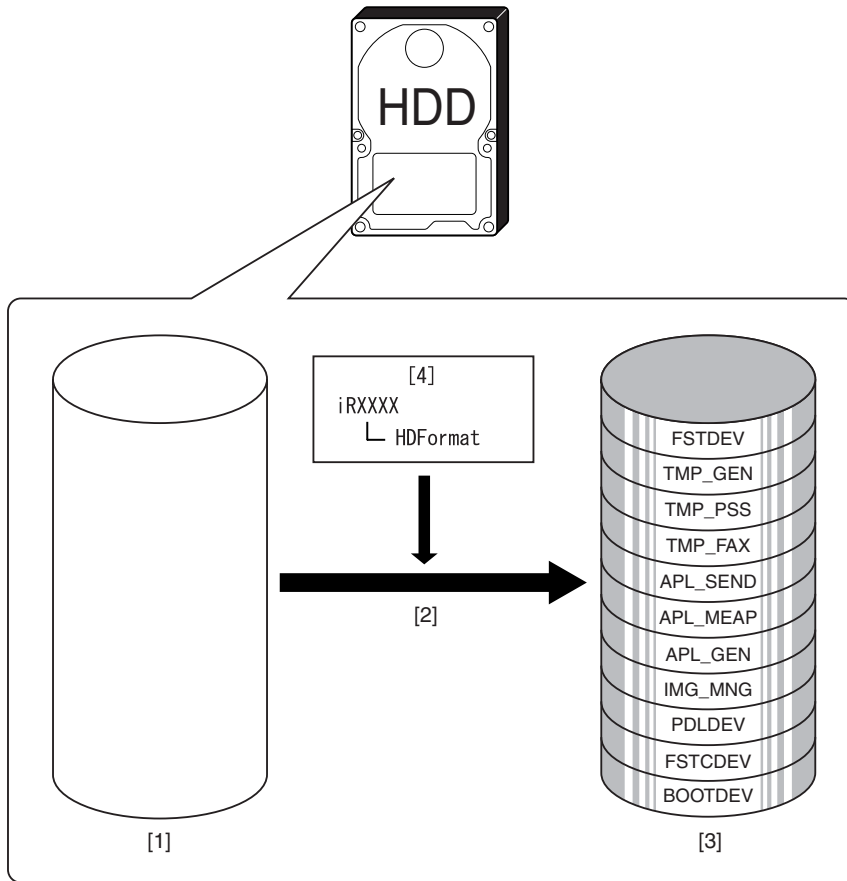 HDD
[4]
iRXXXX
HDFormat
[2]
FSTDEV
TMP_GEN
TMP_PSS
TMP_FAX
APL_SEND
APL_MEAP
APL_GEN
IMG_MNG
PDLDEV
FSTCDEV
BOOTDEV
[1]
[3]